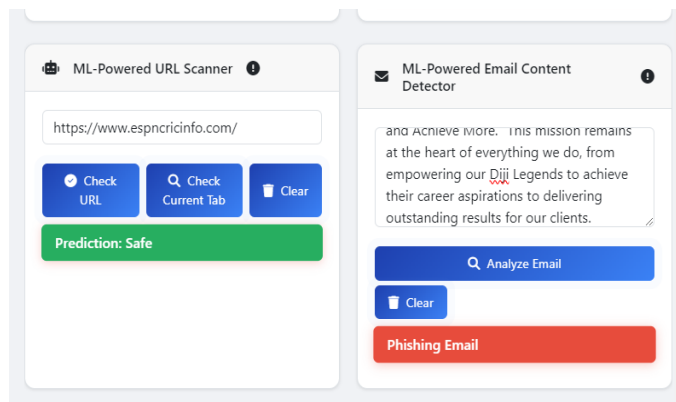 ML-Powered URL Scanner
https://www.espncricinfo.com/
Check
URL
Check
Current Tab
Clear
Prediction: Safe
ML-Powered Email Content
Detector
and Achieve More. This mission remains
at the heart of everything we do, from
empowering our Diji Legends to achieve
their career aspirations to delivering
outstanding results for our clients.
Analyze Email
Clear
Phishing Email